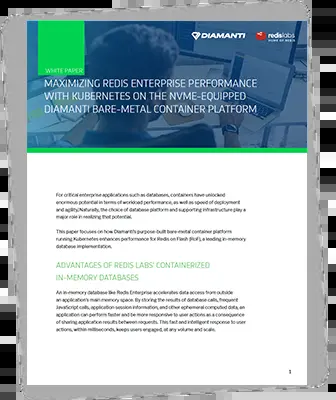 DIAMANTI
redislabs
HOME OF REDIS
WHITE PAPER
MAXIMIZING REDIS ENTERPRISE PERFORMANCE
WITH KUBERNETES ON THE NVME-EQUIPPED
DIAMANTI BARE-METAL CONTAINER PLATFORM
For critical enterprise applications such as databases, containers have unlocked
enormous potential in terms of workload performance, as well as speed of deployment
and agility. Naturally, the choice of database platform and supporting infrastructure play a
major role in realizing that potential.
This paper focuses on how Diamanti's purpose-built bare-metal container platform
running Kubernetes enhances performance for Redis on Flash (RoF), a leading in-memory
database implementation.
ADVANTAGES OF REDIS LABS' CONTAINERIZED
IN-MEMORY DATABASES
An in-memory database like Redis Enterprise accelerates data access from outside
an application's main memory space. By storing the results of database calls, frequent
JavaScript calls, application session information, and other ephemeral computed data, an
application can perform faster and be more responsive to user actions as a consequence
of sharing application results between requests. This fast and intelligent response to user
actions, within milliseconds, keeps users engaged, at any volume and scale.
1